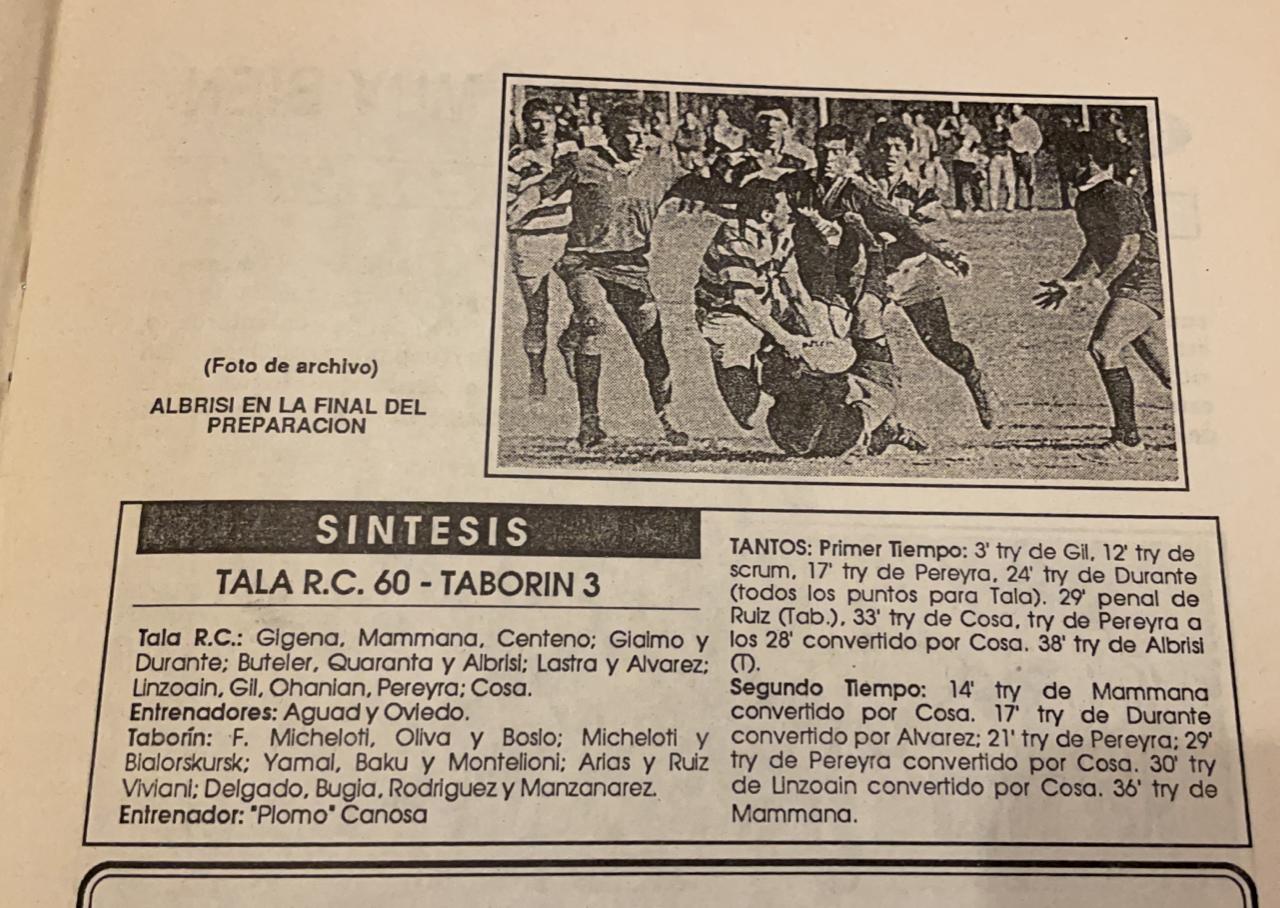 (Foto de archivo)
ALBRISI EN LA FINAL DEL
PREPARACION
SINTESIS
TALA R.C. 60 - TABORIN 3
Tala R.C.: Gigena, Mammana, Centeno; Giaimo y
Durante; Buteler, Quaranta y Albrisi; Lastra y Alvarez;
Linzoain, Gil, Ohanian, Pereyra; Cosa.
Entrenadores: Aguad y Oviedo.
Taborín: F. Micheloti, Oliva y Bosio; Micheloti y
Bialorskursk; Yamal, Baku y Montelioni; Arias y Ruiz
Viviani; Delgado, Bugia, Rodriguez y Manzanarez.
Entrenador: "Plomo" Canosa
TANTOS: Primer Tiempo: 3' try de Gil, 12' try de
scrum, 17' try de Pereyra, 24' try de Durante
(todos los puntos para Tala). 29' penal de
Ruiz (Tab.), 33' try de Cosa, try de Pereyra a
los 28' convertido por Cosa. 38' try de Albrisi
(T).
Segundo Tiempo: 14' try de Mammana
convertido por Cosa. 17' try de Durante
convertido por Alvarez; 21' try de Pereyra; 29'
try de Pereyra convertido por Cosa. 30' try
de Linzoain convertido por Cosa. 36' try de
Mammana.